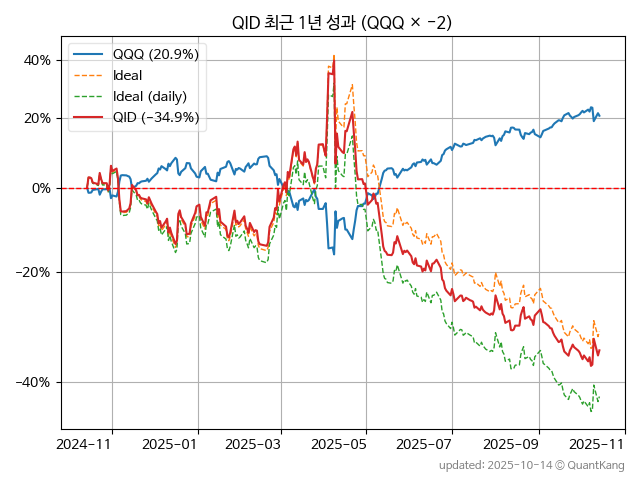 QID 최근 1년 성과 (QQQ × −2)
QQQ (20.9%)
Ideal
Ideal (daily)
QID (−34.9%)
40%
20%
0%
−20%
−40%
2024-11
2025-01
2025-03
2025-05
2025-07
2025-09
2025-11
updated: 2025-10-14 © QuantKang